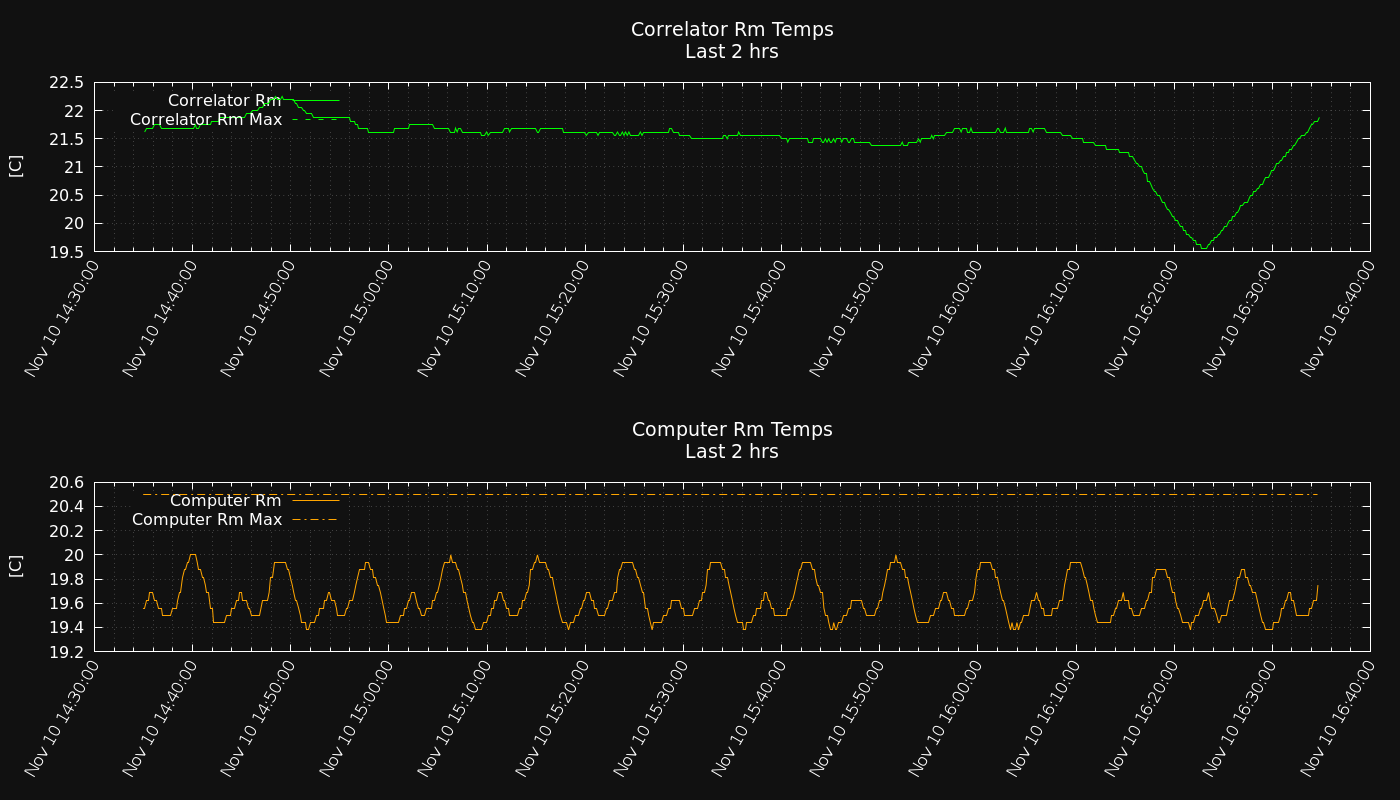 Correlator Rm Temps
Last 2 hrs
22.5
22
21.5
21
20.5
20
19.5
[C]
Correlator Rm
Correlator Rm Max
Nov 10 14:30:00
Nov 10 14:40:00
Nov 10 14:50:00
Nov 10 15:00:00
Nov 10 15:10:00
Nov 10 15:20:00
Nov 10 15:30:00
Nov 10 15:40:00
Nov 10 15:50:00
Nov 10 16:00:00
Nov 10 16:10:00
Nov 10 16:20:00
Nov 10 16:30:00
Nov 10 16:40:00
Computer Rm Temps
Last 2 hrs
20.6
20.4
20.2
20
19.8
19.6
19.4
19.2
[C]
Computer Rm
Computer Rm Max
Nov 10 14:30:00
Nov 10 14:40:00
Nov 10 14:50:00
Nov 10 15:00:00
Nov 10 15:10:00
Nov 10 15:20:00
Nov 10 15:30:00
Nov 10 15:40:00
Nov 10 15:50:00
Nov 10 16:00:00
Nov 10 16:10:00
Nov 10 16:20:00
Nov 10 16:30:00
Nov 10 16:40:00